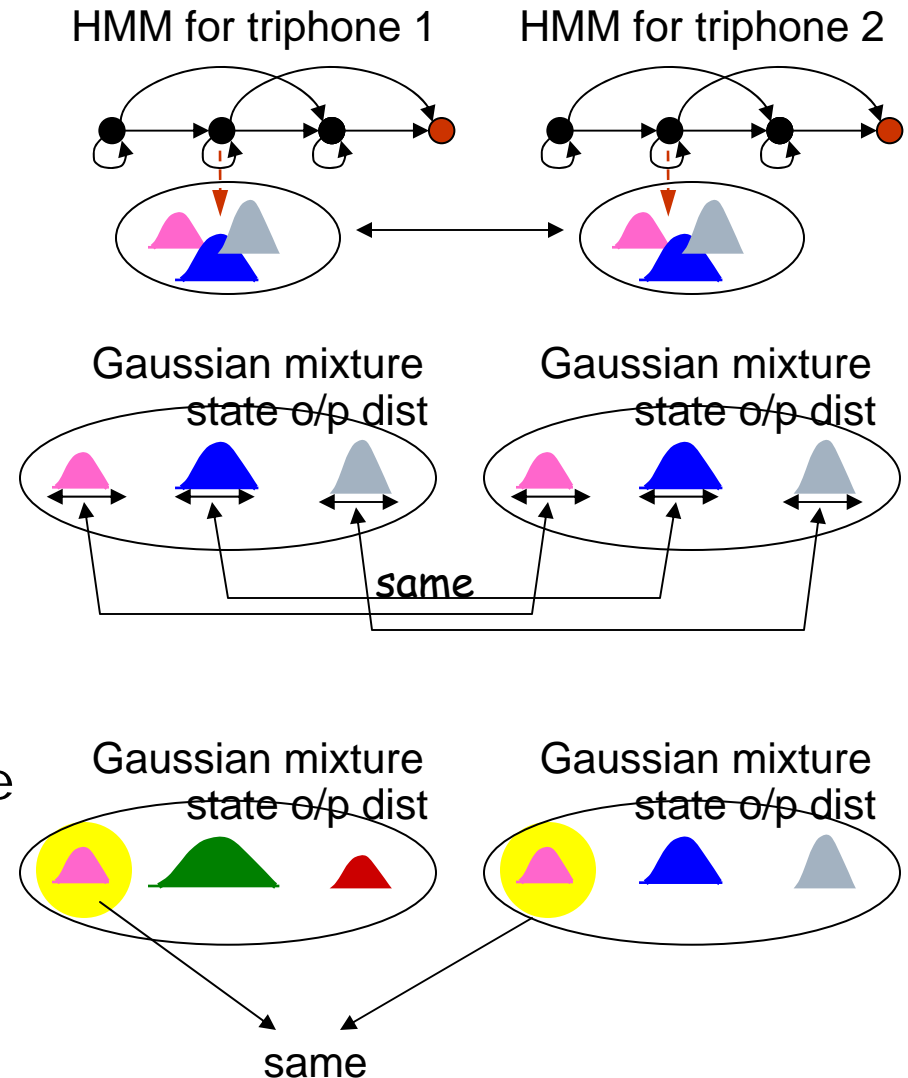 HMM for triphone 1 HMM for triphone 2
Gaussian mixture Gaussian mixture
state o/p dist state o/p dist
same
Gaussian mixture Gaussian mixture
e
state o/p dist state o/p dist
same